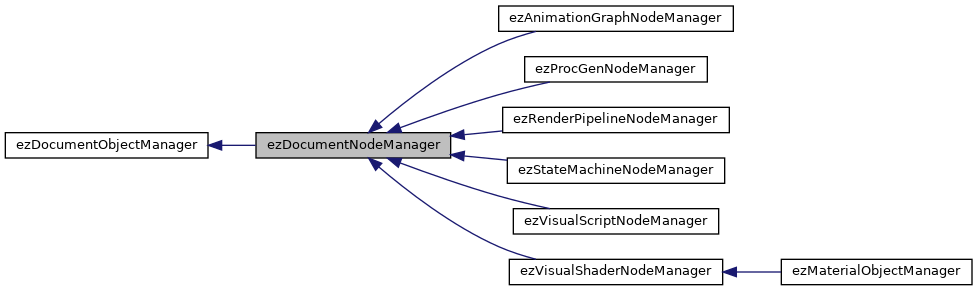 ezDocumentObjectManager
ezDocumentNodeManager
ezAnimationGraphNodeManager
ezProcGenNodeManager
ezRenderPipelineNodeManager
ezStateMachineNodeManager
ezVisualScriptNodeManager
ezVisualShaderNodeManager
ezMaterialObjectManager